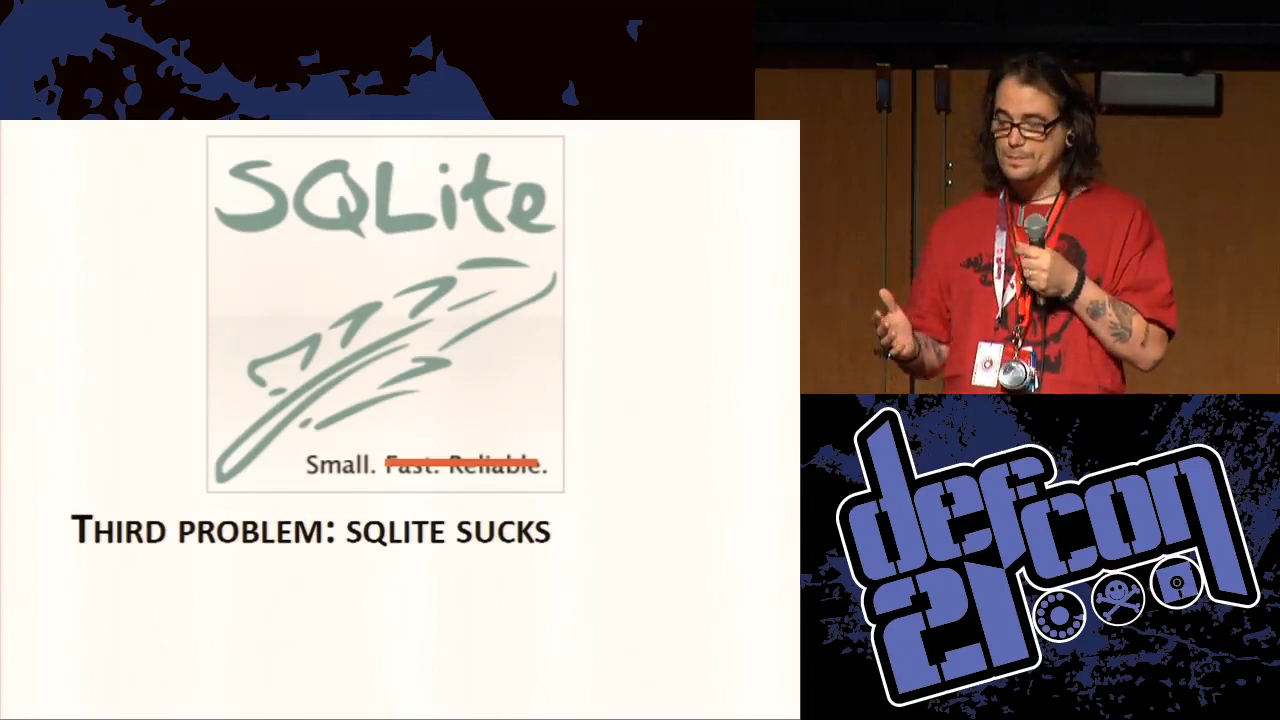 SQLite
Small. Fast. Reliable.
THIRD PROBLEM: SQLITE SUCKS
defcon
21